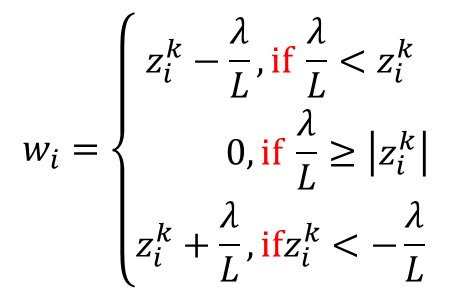 z_i^k − λ/L, if λ/L < z_i^k
w_i = { 0, if λ/L ≥ |z_i^k|
z_i^k + λ/L, if z_i^k < − λ/L